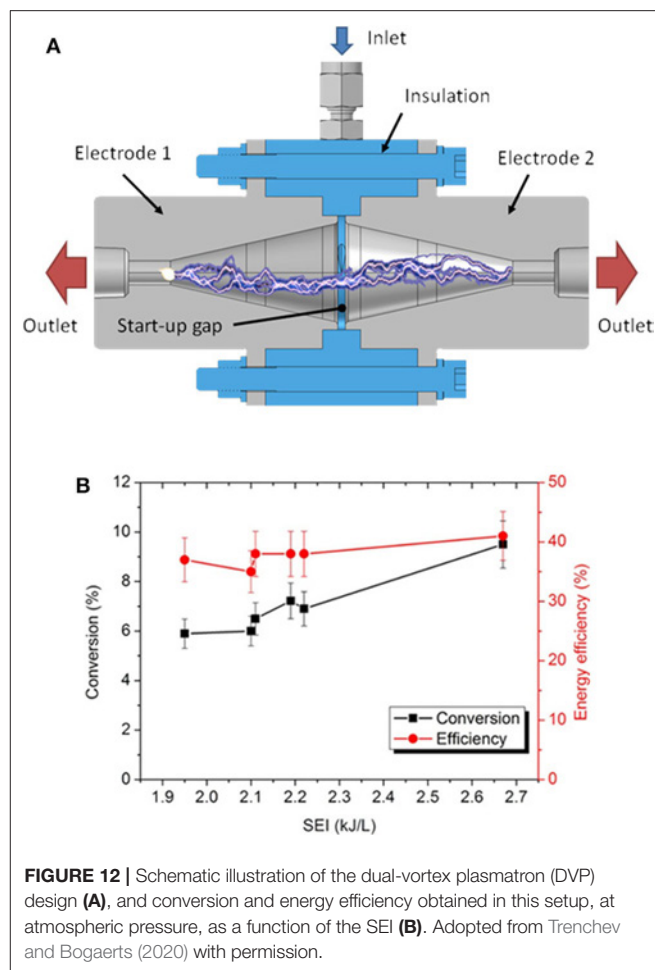 A
Inlet
Insulation
Electrode 1
Electrode 2
Outlet
Start-up gap
Outlet
B
12
10
8
6
4
2
0
Conversion (%)
50
40
30
20
10
0
Energy efficiency (%)
Conversion
Efficiency
1.9 2.0 2.1 2.2 2.3 2.4 2.5 2.6 2.7
SEI (kJ/L)
FIGURE 12 | Schematic illustration of the dual-vortex plasmatron (DVP)
design (A), and conversion and energy efficiency obtained in this setup, at
atmospheric pressure, as a function of the SEI (B). Adopted from Trenchev
and Bogaerts (2020) with permission.